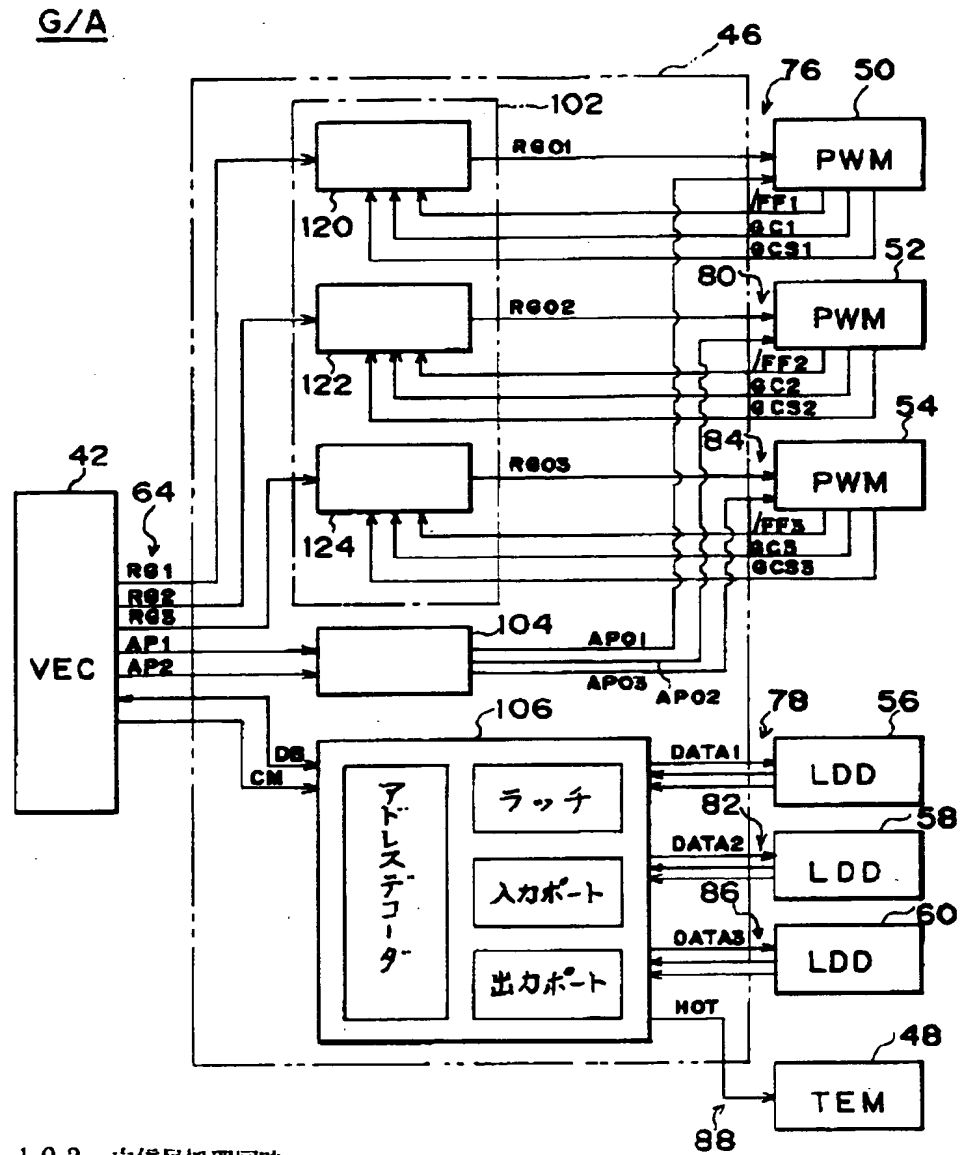 G/A
46
76
50
102
RGO1
PWM
/FF1
120
GC1
GCS1
52
80
RGO2
PWM
/FF2
122
GC2
GCS2
54
84
42
RGO3
PWM
64
124
/FF3
GC3
GCS3
RG1
RG2
RG3
104
AP1
APO1
VEC
AP2
APO3
APO2
106
78
56
DB
DATA1
CM
LDD
アドレスデコーダ
ラッチ
82
58
DATA2
入力ポート
LDD
86
60
DATA3
出力ポート
LDD
HOT
48
TEM
88
102